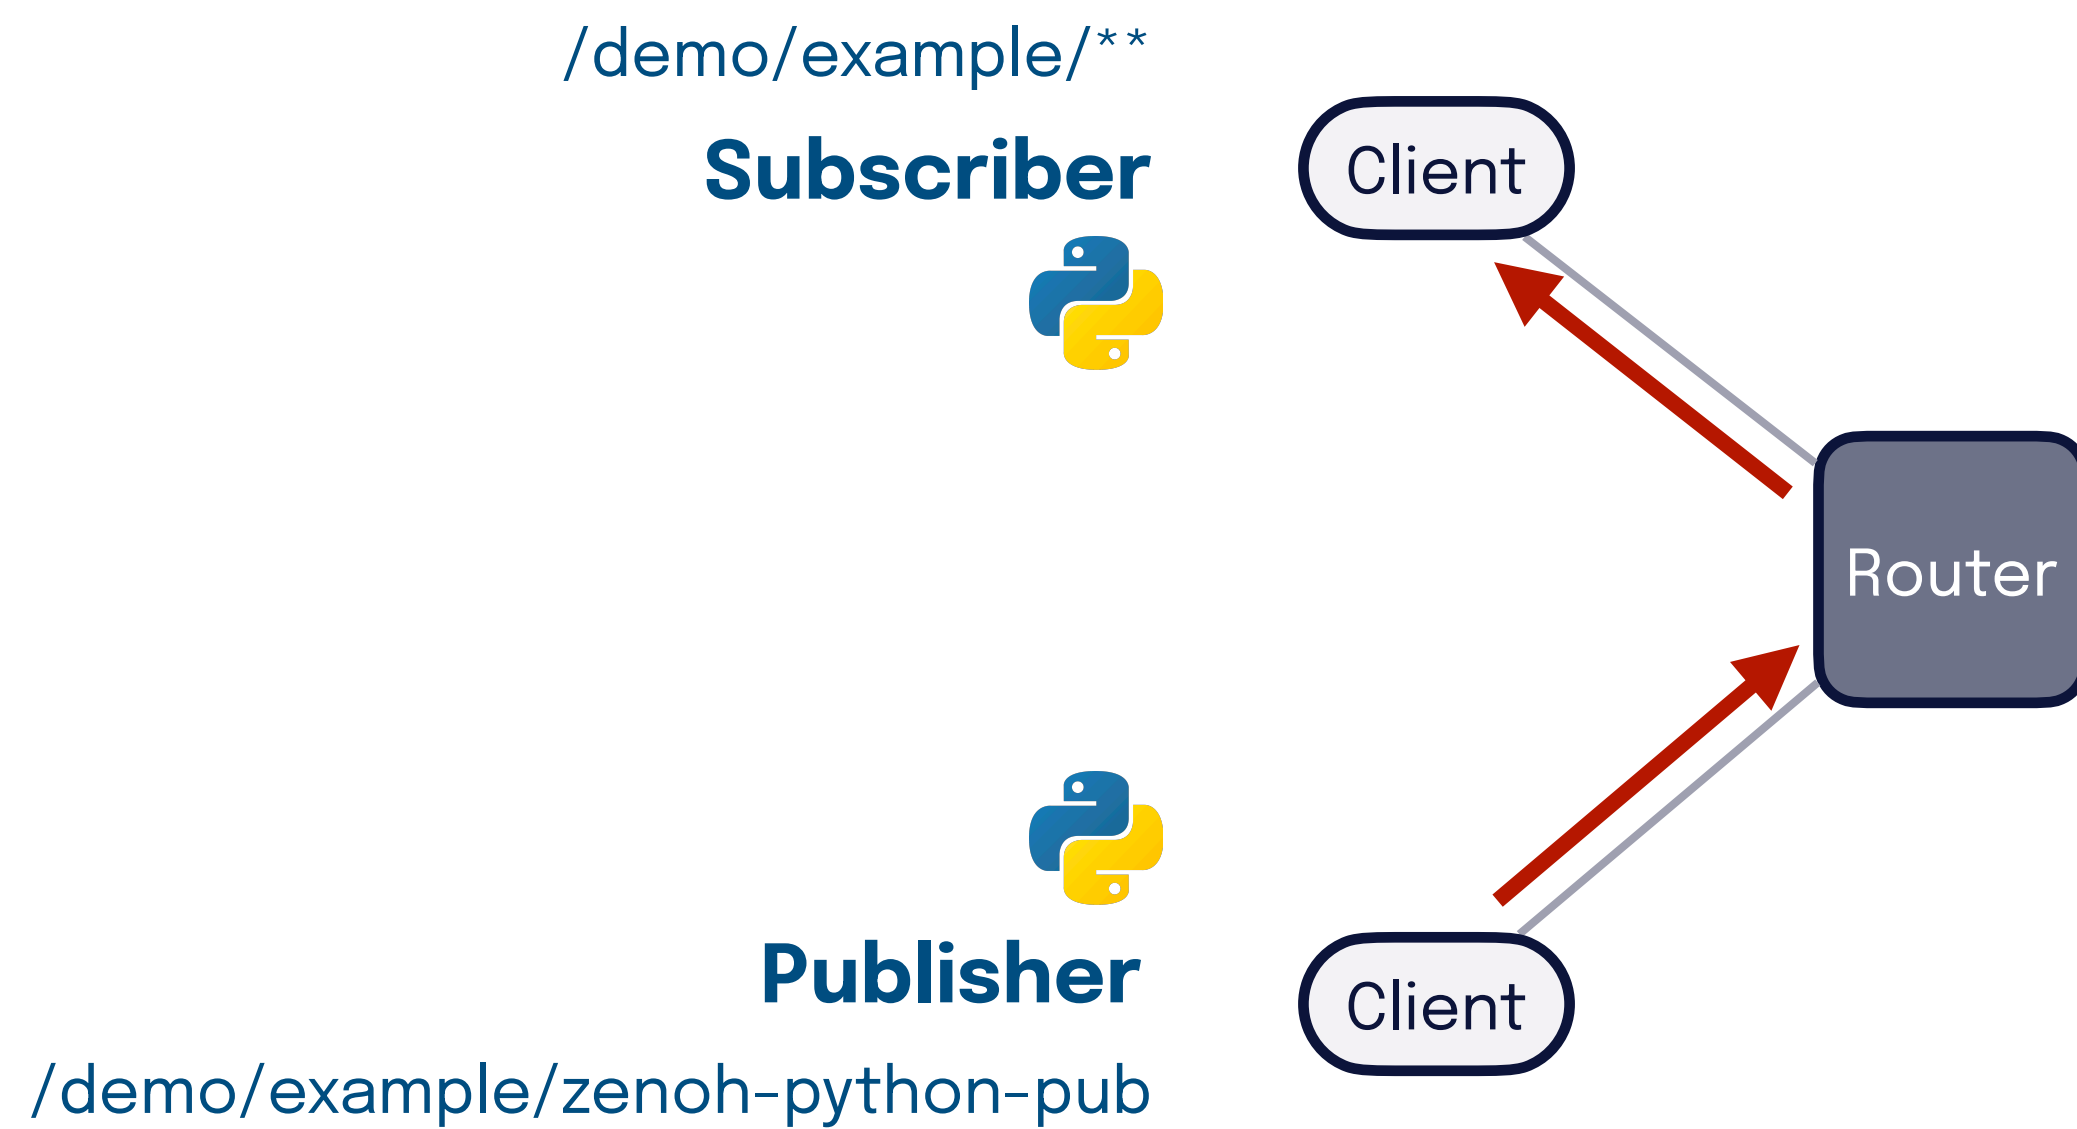 /demo/example/**
Subscriber
Client
Router
Publisher
Client
/demo/example/zenoh-python-pub